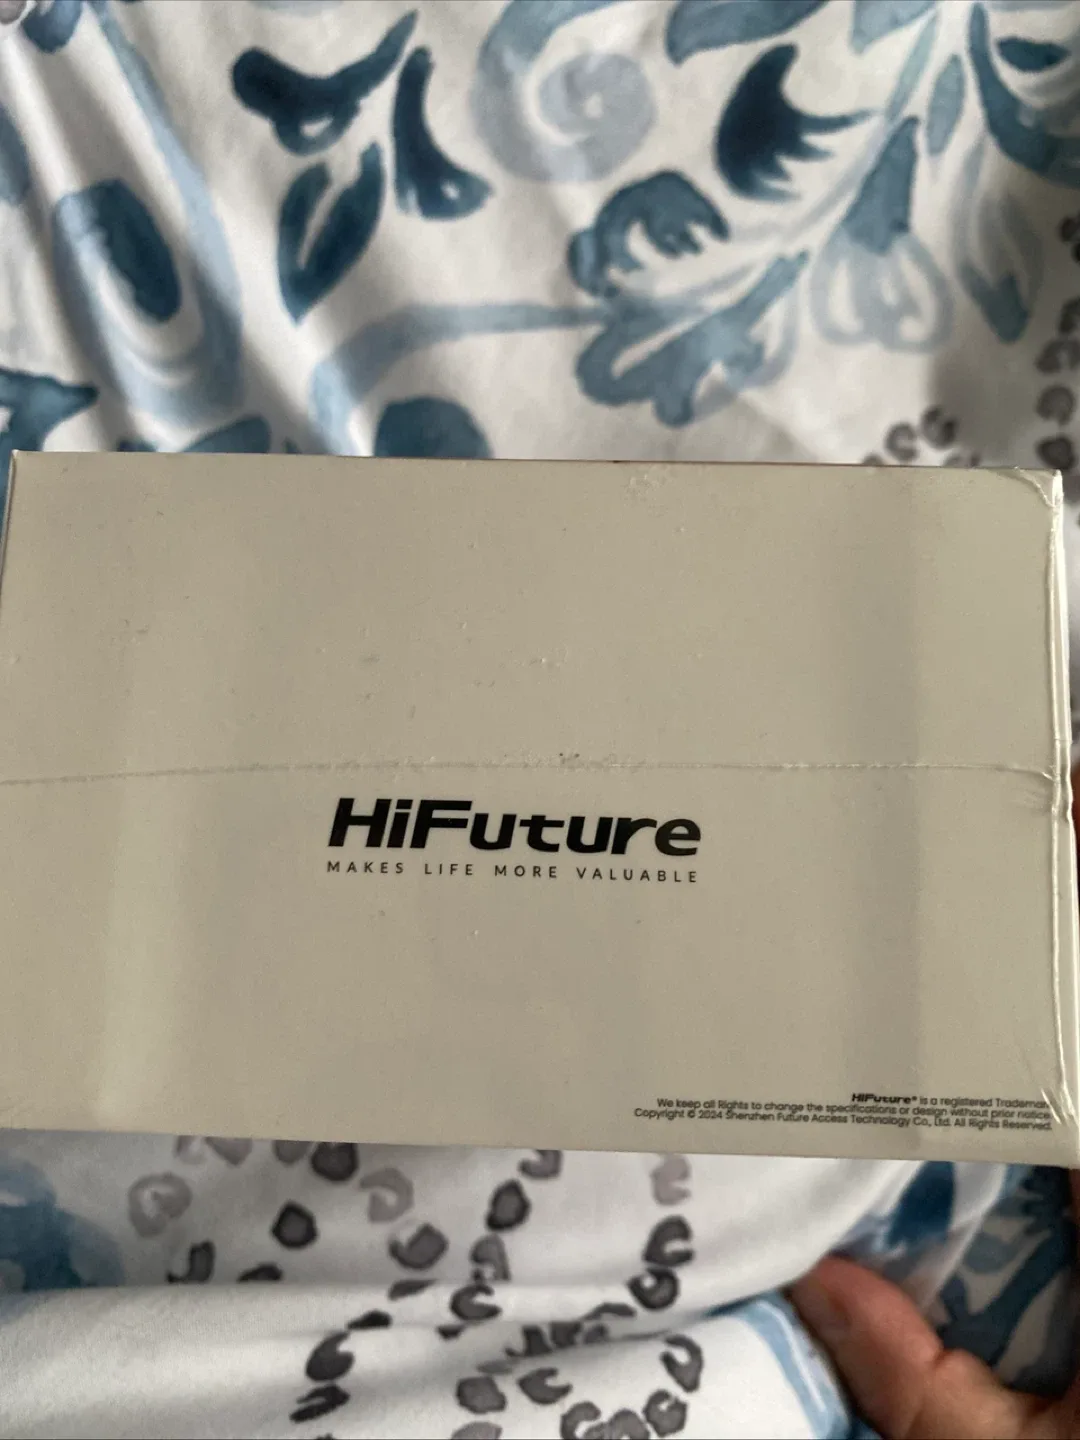 HiFuture
MAKES LIFE MORE VALUABLE
HiFuture® is a registered Trademark
We keep all Rights to change the specifications or design without prior notice
Copyright © 2024 Shenzhen Future Access Technology Co., Ltd. All Rights Reserved.